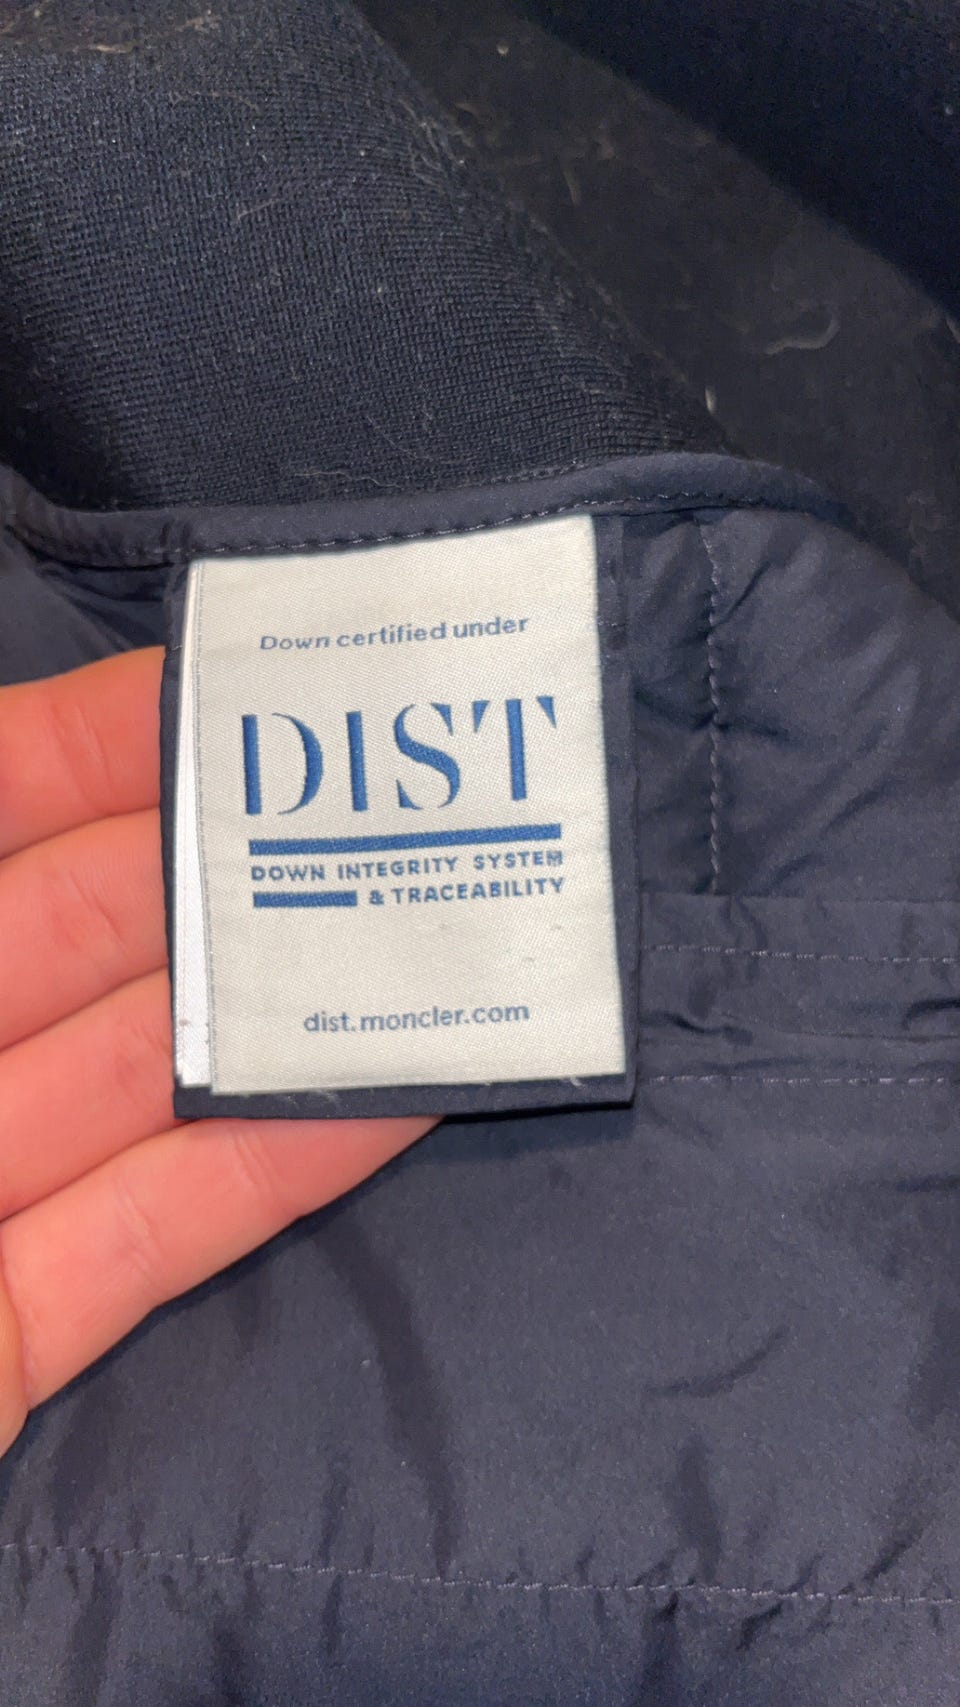 Down certified under
DIST
DOWN INTEGRITY SYSTEM
& TRACEABILITY
dist.moncler.com